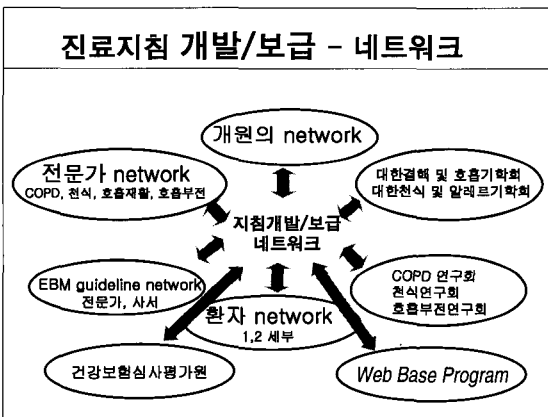 진료지침 개발/보급 - 네트워크
개원의 network
전문가 network
COPD, 천식, 호흡재활, 호흡부전
대한결핵 및 호흡기학회
대한천식 및 알레르기학회
지침개발/보급
네트워크
EBM guideline network
전문가, 사서
COPD 연구회
천식연구회
호흡부전연구회
환자 network
1,2 세부
건강보험심사평가원
Web Base Program